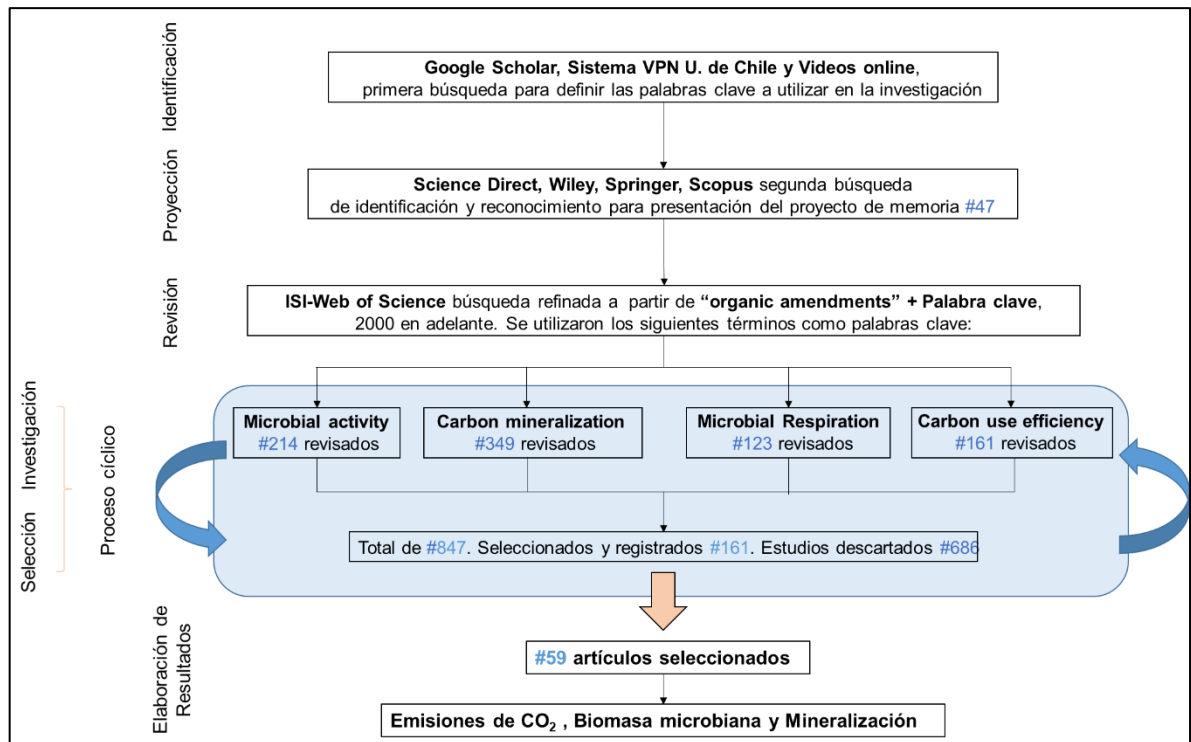 Identificación
Google Scholar, Sistema VPN U. de Chile y Videos online,
primera búsqueda para definir las palabras clave a utilizar en la investigación
Proyección
Science Direct, Wiley, Springer, Scopus segunda búsqueda
de identificación y reconocimiento para presentación del proyecto de memoria #47
Revisión
ISI-Web of Science búsqueda refinada a partir de “organic amendments” + Palabra clave,
2000 en adelante. Se utilizaron los siguientes términos como palabras clave:
Selección Investigación
Proceso cíclico
Microbial activity
#214 revisados
Carbon mineralization
#349 revisados
Microbial Respiration
#123 revisados
Carbon use efficiency
#161 revisados
Total de #847. Seleccionados y registrados #161. Estudios descartados #686
Elaboración de
Resultados
#59 artículos seleccionados
Emisiones de CO₂ , Biomasa microbiana y Mineralización